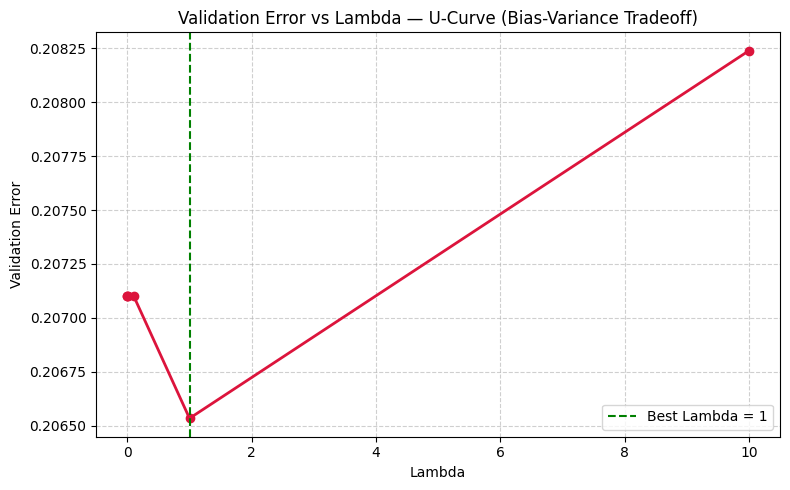 Validation Error vs Lambda — U-Curve (Bias-Variance Tradeoff)
Validation Error
0.20825
0.20800
0.20775
0.20750
0.20725
0.20700
0.20675
0.20650
Best Lambda = 1
0 2 4 6 8 10
Lambda